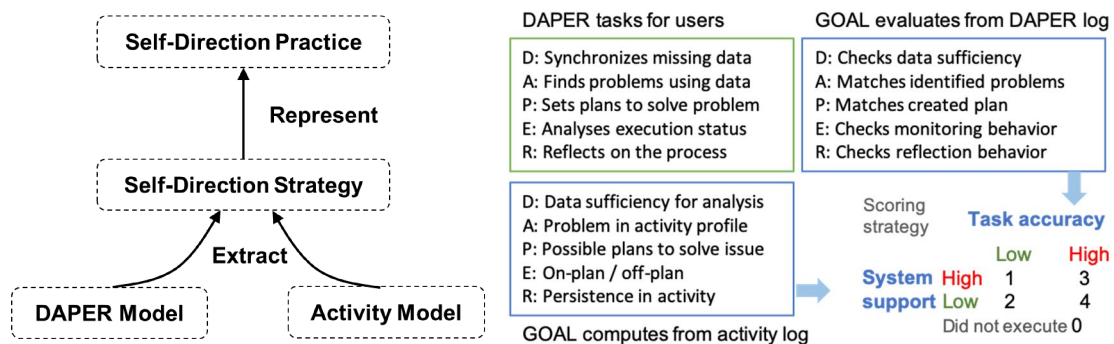 Self-Direction Practice
Represent
Self-Direction Strategy
Extract
DAPER Model
Activity Model
DAPER tasks for users
D: Synchronizes missing data
A: Finds problems using data
P: Sets plans to solve problem
E: Analyses execution status
R: Reflects on the process
GOAL evaluates from DAPER log
D: Checks data sufficiency
A: Matches identified problems
P: Matches created plan
E: Checks monitoring behavior
R: Checks reflection behavior
D: Data sufficiency for analysis
A: Problem in activity profile
P: Possible plans to solve issue
E: On-plan / off-plan
R: Persistence in activity
GOAL computes from activity log
Scoring
strategy
Task accuracy
Low High
System High 1 3
support Low 2 4
Did not execute 0